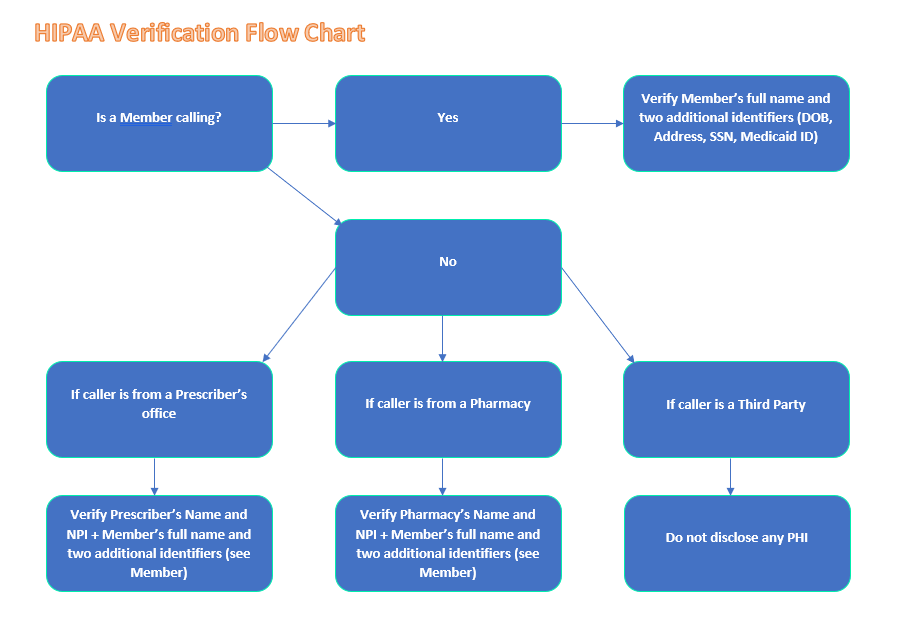 HIPAA Verification Flow Chart
Is a Member calling?
Yes
Verify Member’s full name and
two additional identifiers (DOB,
Address, SSN, Medicaid ID)
No
If caller is from a Prescriber’s
office
If caller is from a Pharmacy
If caller is a Third Party
Verify Prescriber’s Name and
NPI + Member’s full name and
two additional identifiers (see
Member)
Verify Pharmacy’s Name and
NPI + Member’s full name and
two additional identifiers (see
Member)
Do not disclose any PHI